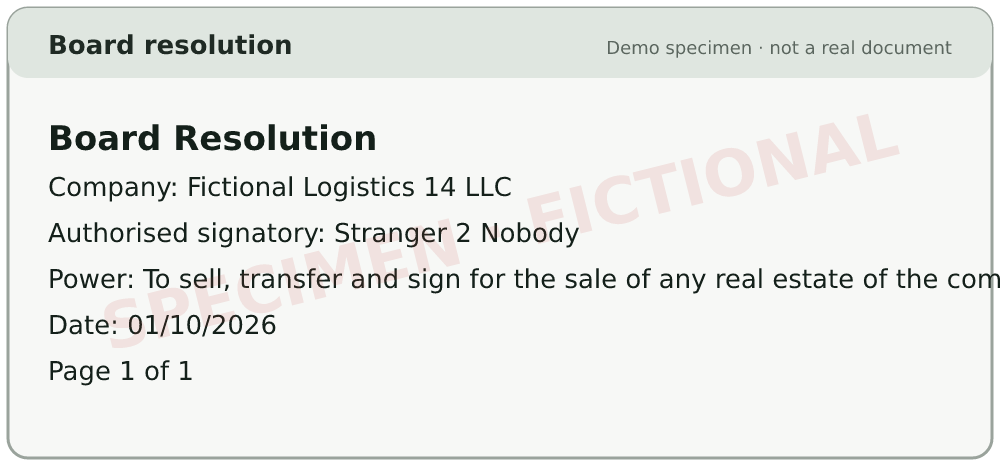 Board resolution
Demo specimen · not a real document
Board Resolution
Company: Fictional Logistics 14 LLC
Authorised signatory: Stranger 2 Nobody
Power: To sell, transfer and sign for the sale of any real estate of the com
Date: 01/10/2026
Page 1 of 1
SPECIMEN · FICTIONAL